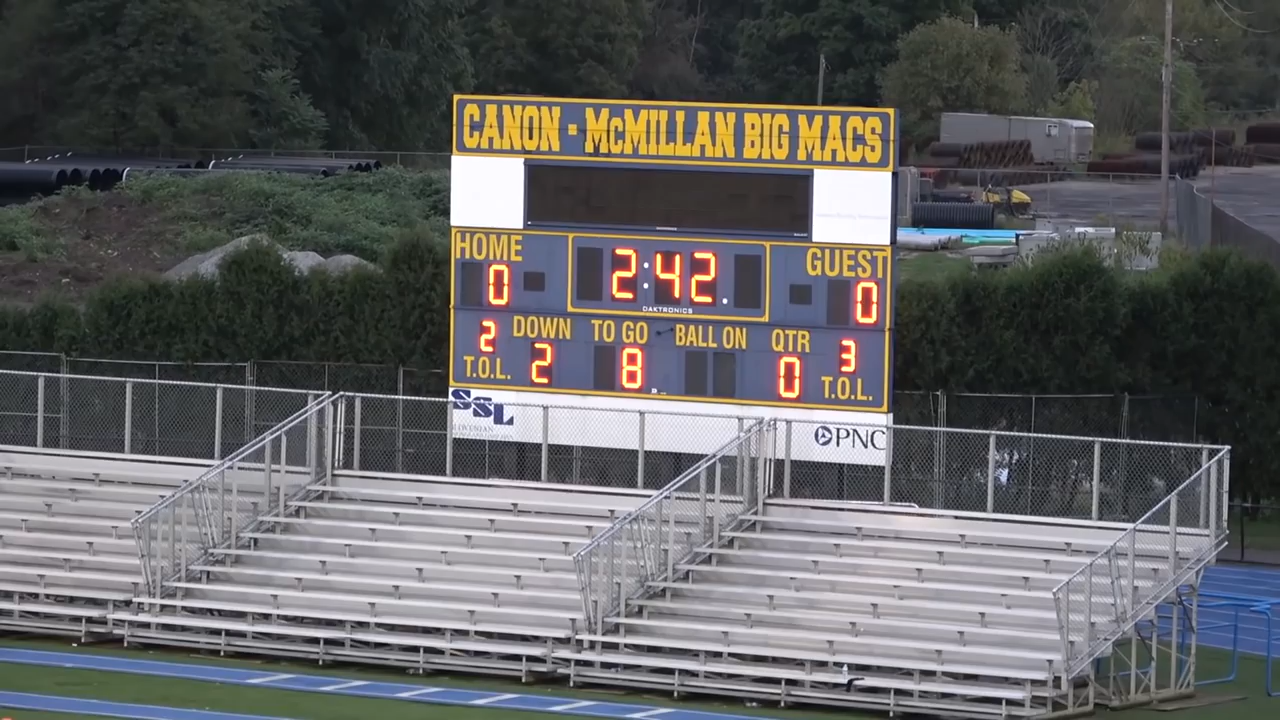 CANON - McMILLAN BIG MACS
HOME 2:42. GUEST
0 0
DAKTRONICS
2 DOWN TO GO BALL ON QTR 3
T.O.L. 2 8 0 T.O.L.
SSL
PNC